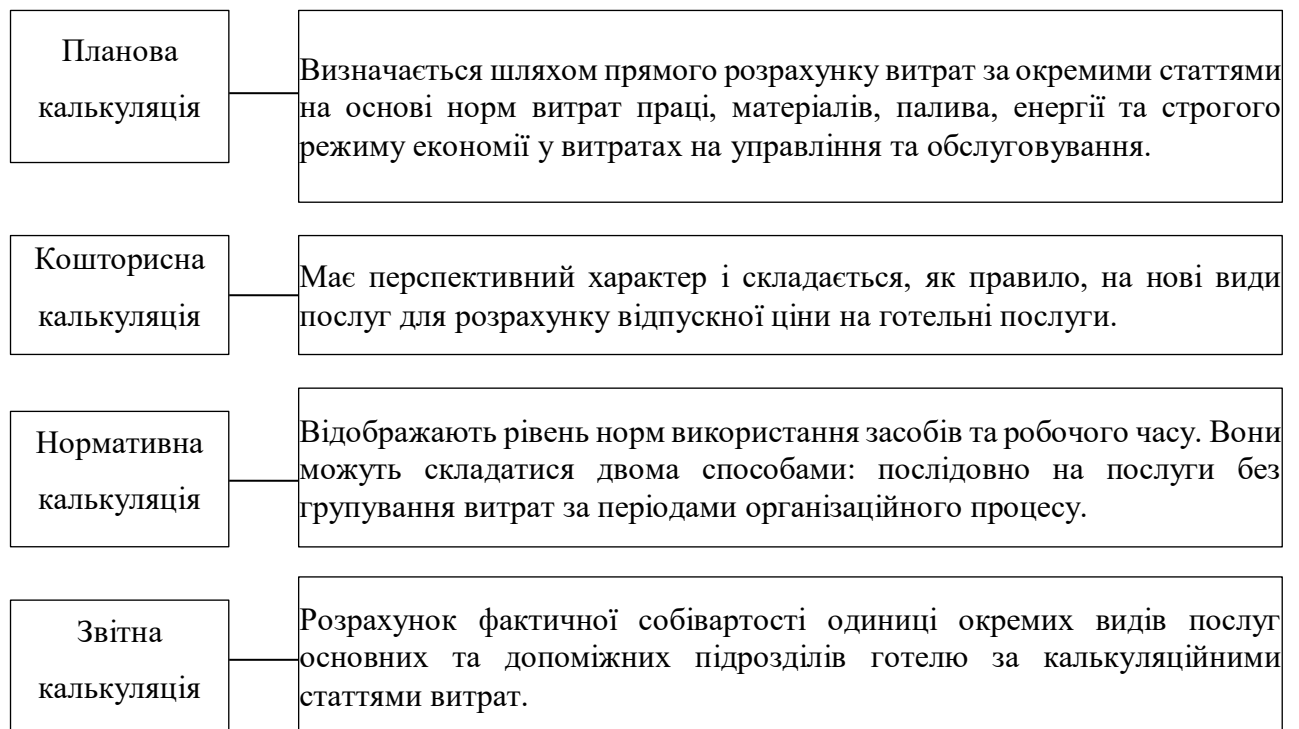 Планова
калькуляція
Визначається шляхом прямого розрахунку витрат за окремими статтями
на основі норм витрат праці, матеріалів, палива, енергії та строгого
режиму економії у витратах на управління та обслуговування.
Кошторисна
калькуляція
Має перспективний характер і складається, як правило, на нові види
послуг для розрахунку відпускної ціни на готельні послуги.
Нормативна
калькуляція
Відображають рівень норм використання засобів та робочого часу. Вони
можуть складатися двома способами: послідовно на послуги без
групування витрат за періодами організаційного процесу.
Звітна
калькуляція
Розрахунок фактичної собівартості одиниці окремих видів послуг
основних та допоміжних підрозділів готелю за калькуляційними
статтями витрат.